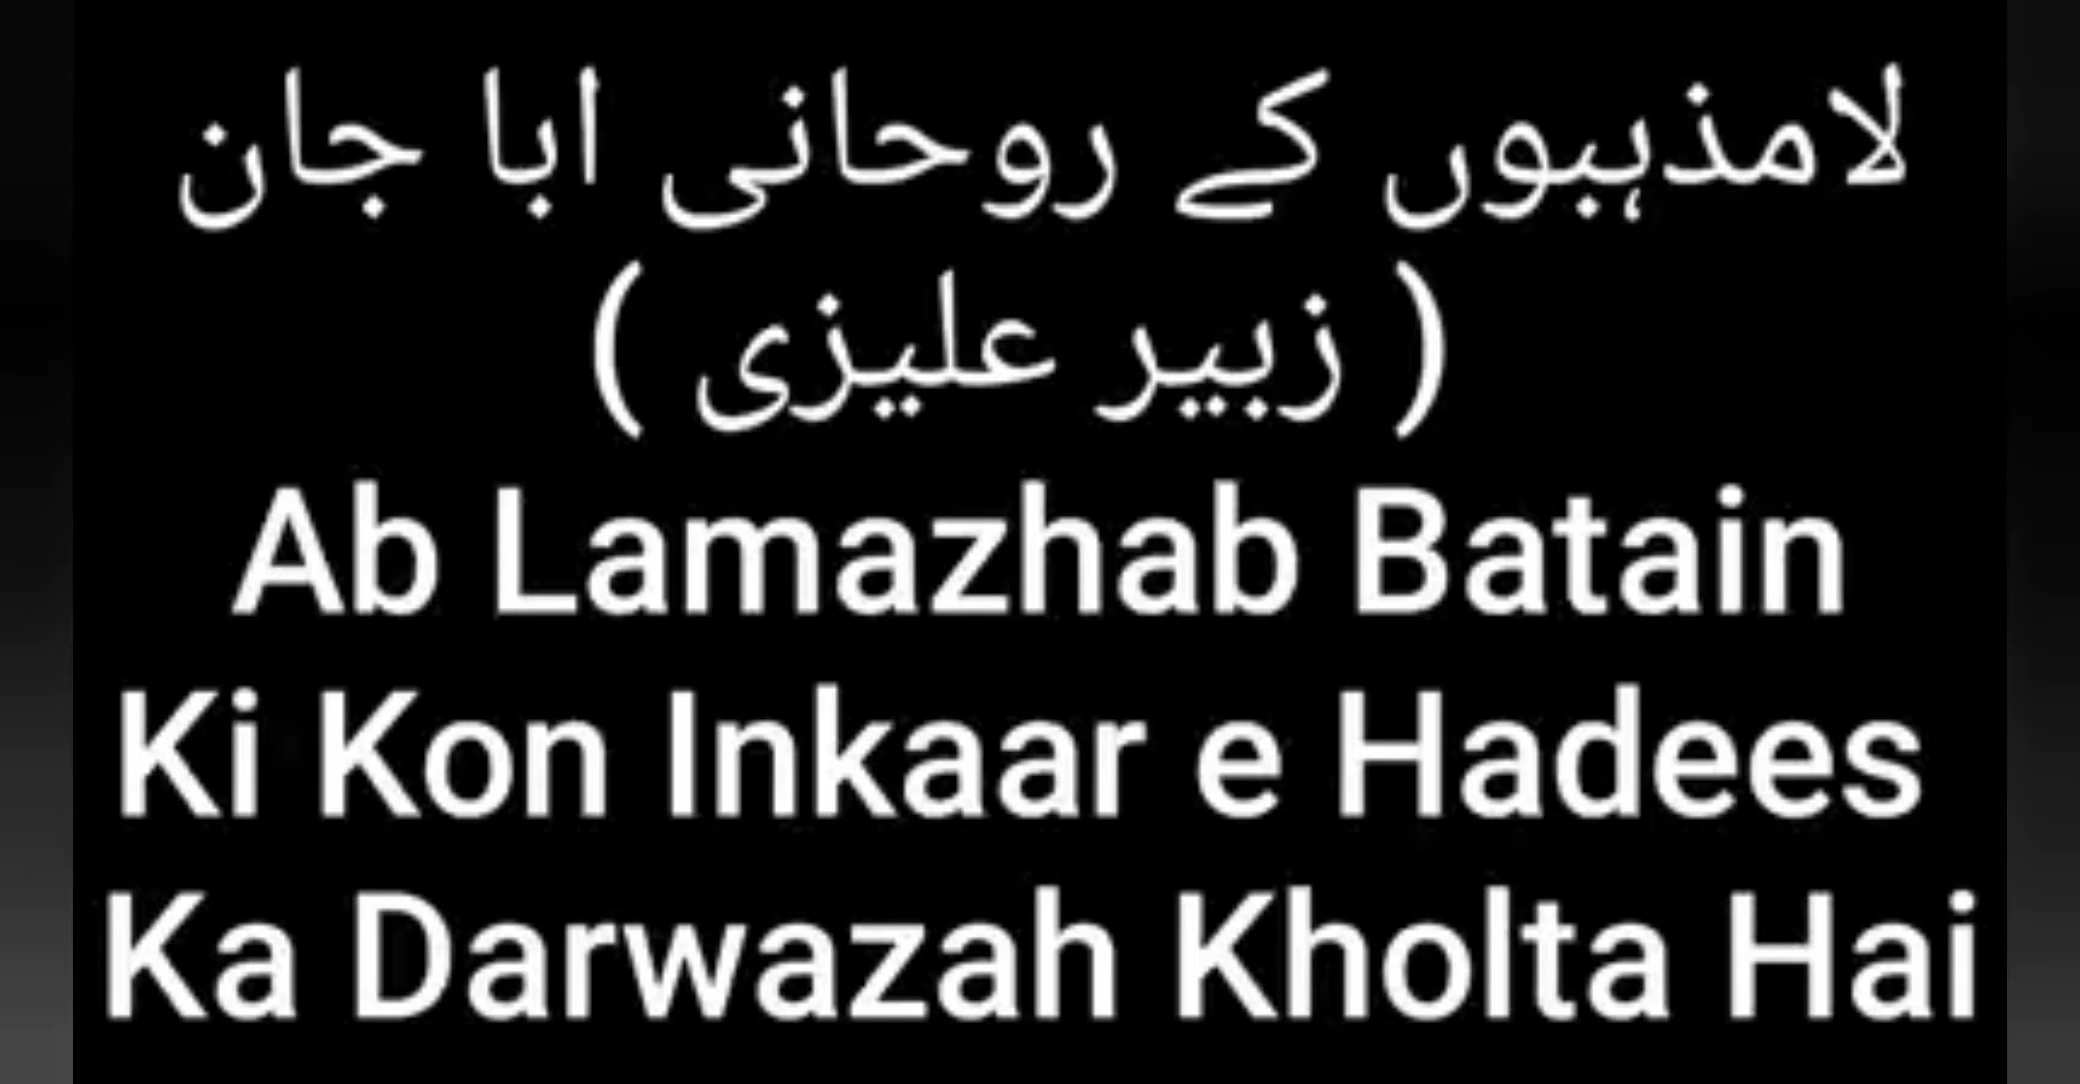 لامذہبوں کے روحانی ابا جان
( زبیر علیزی )
Ab Lamazhab Batain
Ki Kon Inkaar e Hadees
Ka Darwazah Kholta Hai